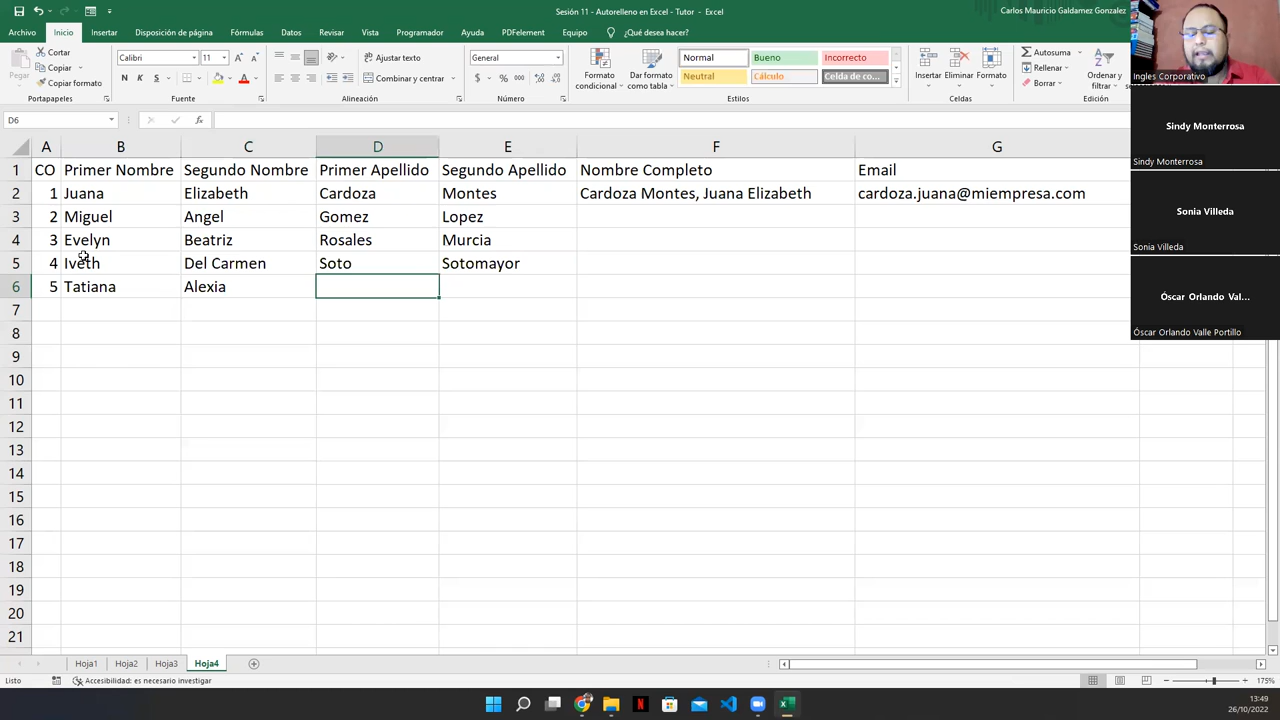 Sesión 11 - Autorelleno en Excel - Tutor - Excel
Carlos Mauricio Galdamez Gonzalez
Archivo Inicio Insertar Disposición de página Fórmulas Datos Revisar Vista Programador Ayuda PDFelement Equipo ¿Qué desea hacer?
Pegar
Cortar
Copiar
Copiar formato
Portapapeles
Calibri 11
N K S
Fuente
Ajustar texto
Combinar y centrar
Alineación
General
Número
Formato condicional
Dar formato como tabla
Normal Bueno Incorrecto
Neutral Cálculo Celda de co...
Estilos
Insertar Eliminar Formato
Celdas
Autosuma
Rellenar
Borrar
Ordenar y filtrar
Edición
D6
fx
A B C D E F G
1 CO Primer Nombre Segundo Nombre Primer Apellido Segundo Apellido Nombre Completo Email
2 1 Juana Elizabeth Cardoza Montes Cardoza Montes, Juana Elizabeth cardoza.juana@miempresa.com
3 2 Miguel Angel Gomez Lopez
4 3 Evelyn Beatriz Rosales Murcia
5 4 Iveth Del Carmen Soto Sotomayor
6 5 Tatiana Alexia
7
8
9
10
11
12
13
14
15
16
17
18
19
20
21
Ingles Corporativo
Sindy Monterrosa
Sindy Monterrosa
Sonia Villeda
Sonia Villeda
Óscar Orlando Val...
Óscar Orlando Valle Portillo
Hoja1 Hoja2 Hoja3 Hoja4
Listo Accesibilidad: es necesario investigar 175%
13:49
26/10/2022